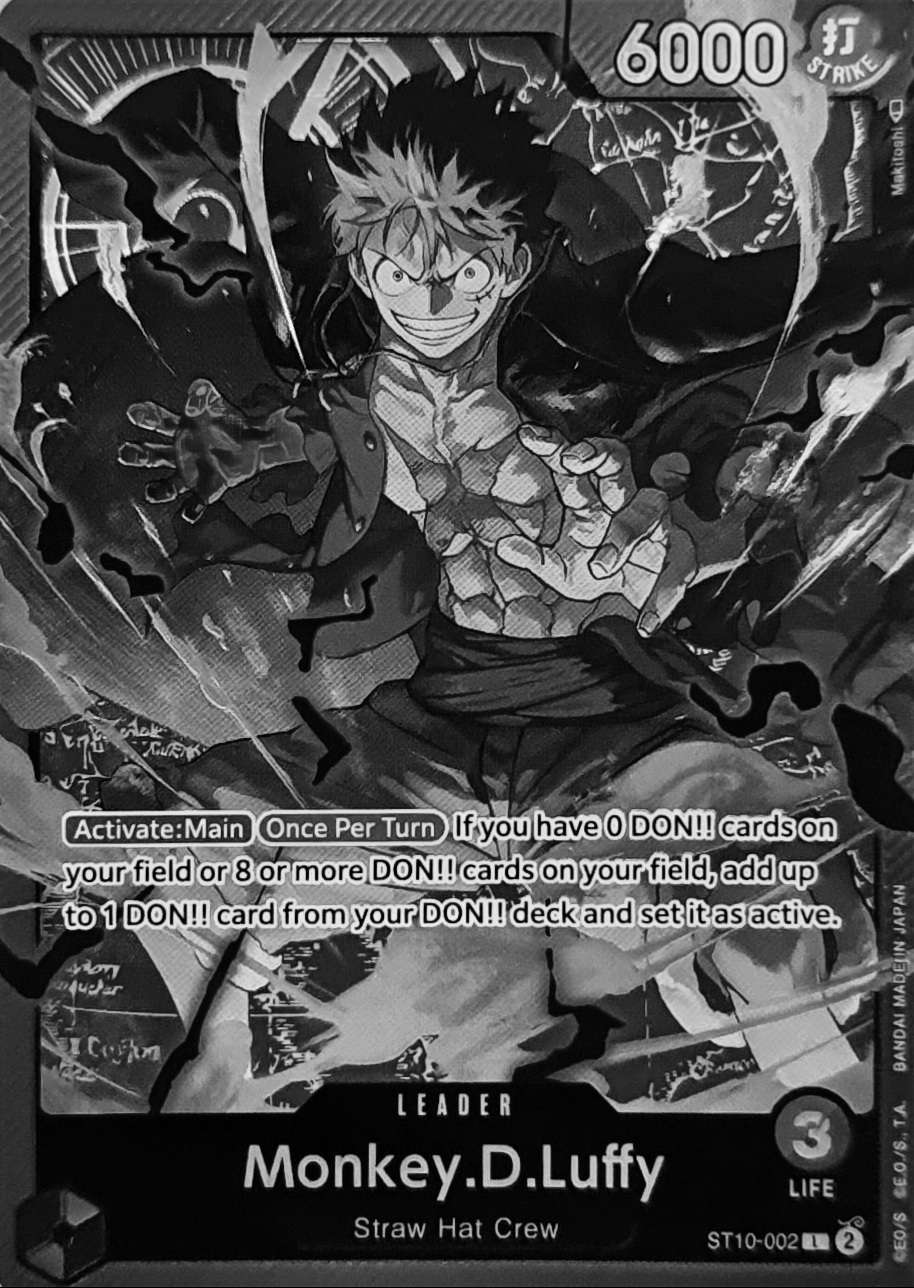 6000
打
STRIKE
Makitoshi
Activate:Main Once Per Turn If you have 0 DON!! cards on
your field or 8 or more DON!! cards on your field, add up
to 1 DON!! card from your DON!! deck and set it as active.
LEADER
Monkey.D.Luffy
3
LIFE
Straw Hat Crew
ST10-002 L 2
©EO/S ©E.O./S., T.A. BANDAI MADE IN JAPAN